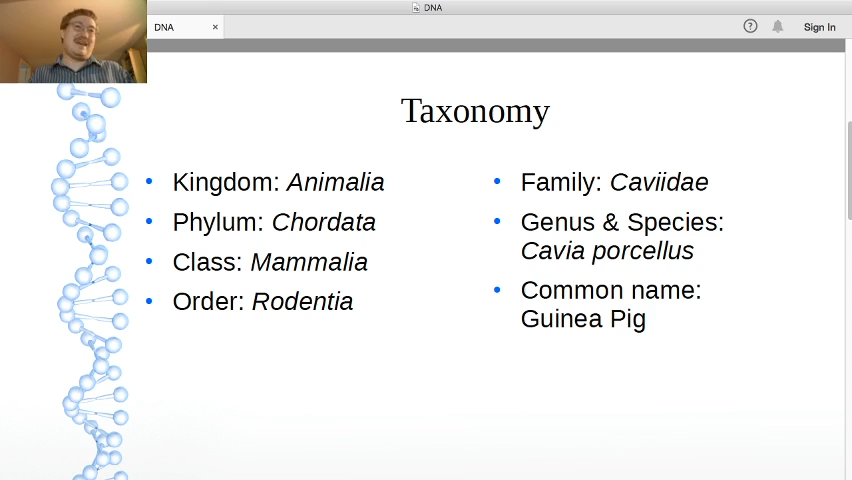 DNA
DNA ×
? Sign In
Taxonomy
• Kingdom: Animalia
• Phylum: Chordata
• Class: Mammalia
• Order: Rodentia
• Family: Caviidae
• Genus & Species:
Cavia porcellus
• Common name:
Guinea Pig